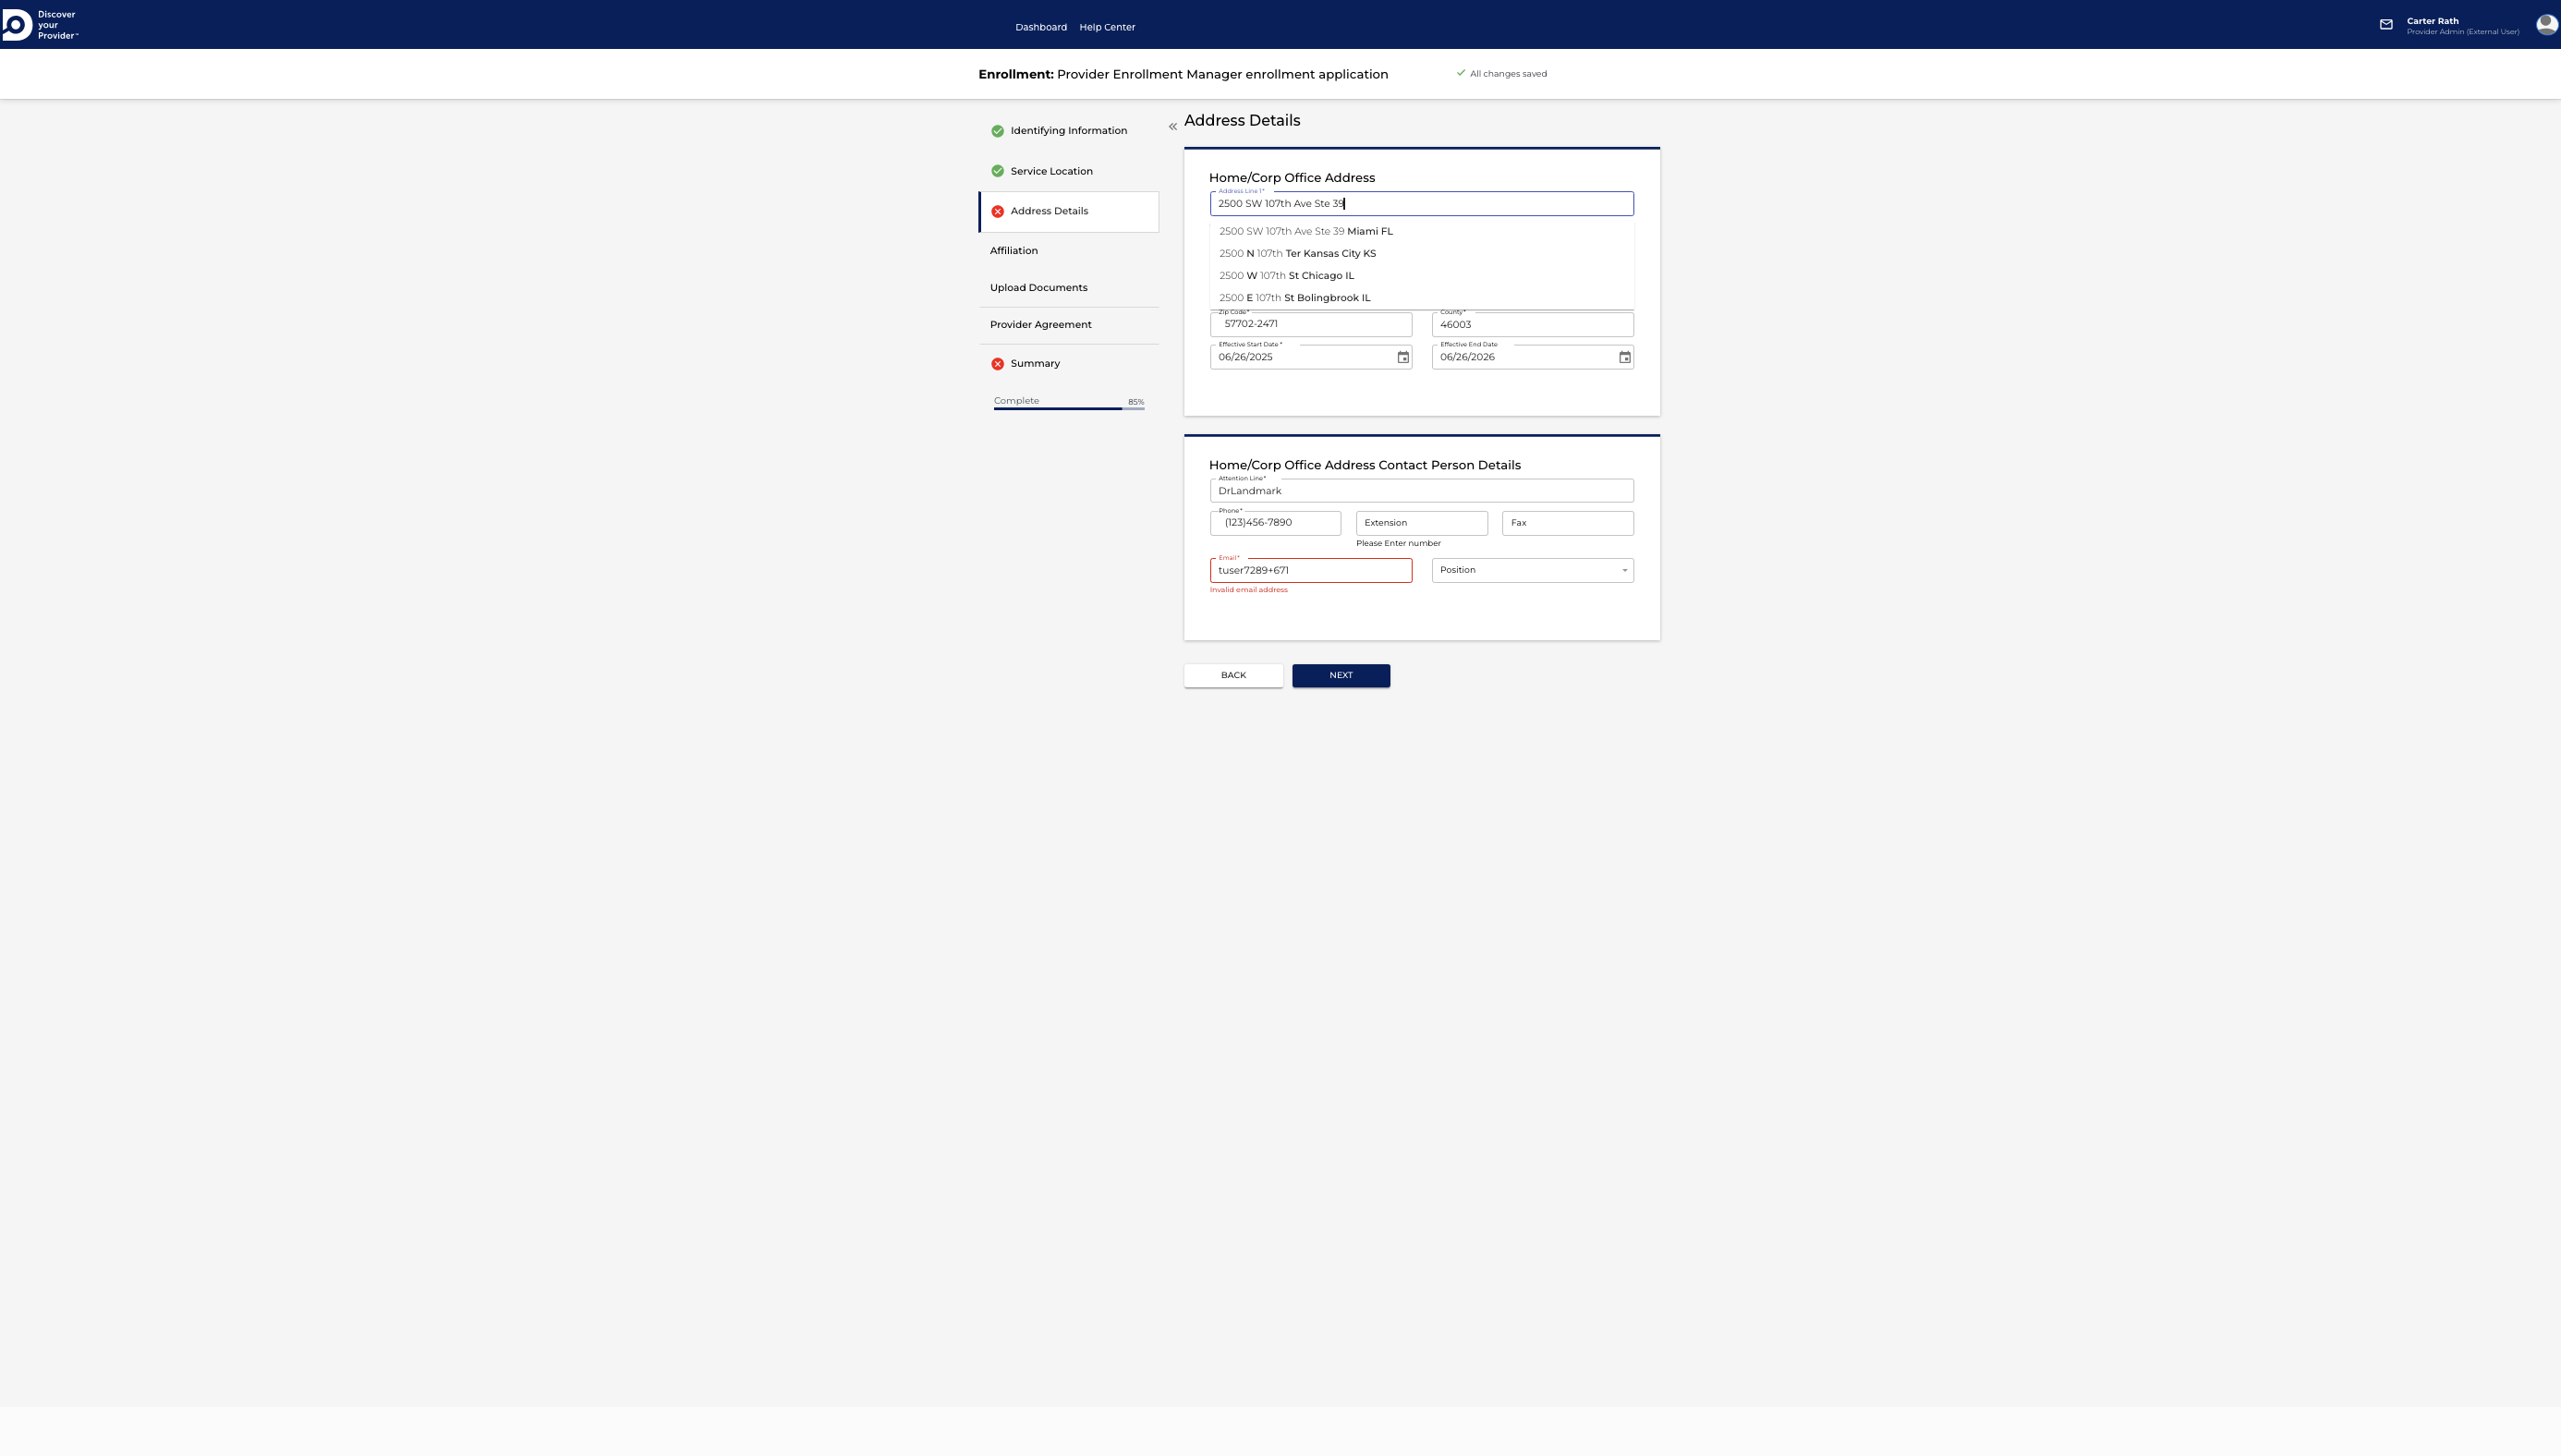 Discover
your
Provider™
Dashboard Help Center
Carter Rath
Provider Admin (External User)
Enrollment: Provider Enrollment Manager enrollment application
All changes saved
Identifying Information
Service Location
Address Details
Affiliation
Upload Documents
Provider Agreement
Summary
Complete 85%
« Address Details
Home/Corp Office Address
Address Line 1*
2500 SW 107th Ave Ste 39
2500 SW 107th Ave Ste 39 Miami FL
2500 N 107th Ter Kansas City KS
2500 W 107th St Chicago IL
2500 E 107th St Bolingbrook IL
Zip Code* County*
57702-2471 46003
Effective Start Date * Effective End Date
06/26/2025 06/26/2026
Home/Corp Office Address Contact Person Details
Attention Line*
DrLandmark
Phone*
(123)456-7890 Extension Fax
Please Enter number
Email*
tuser7289+671 Position
Invalid email address
BACK NEXT